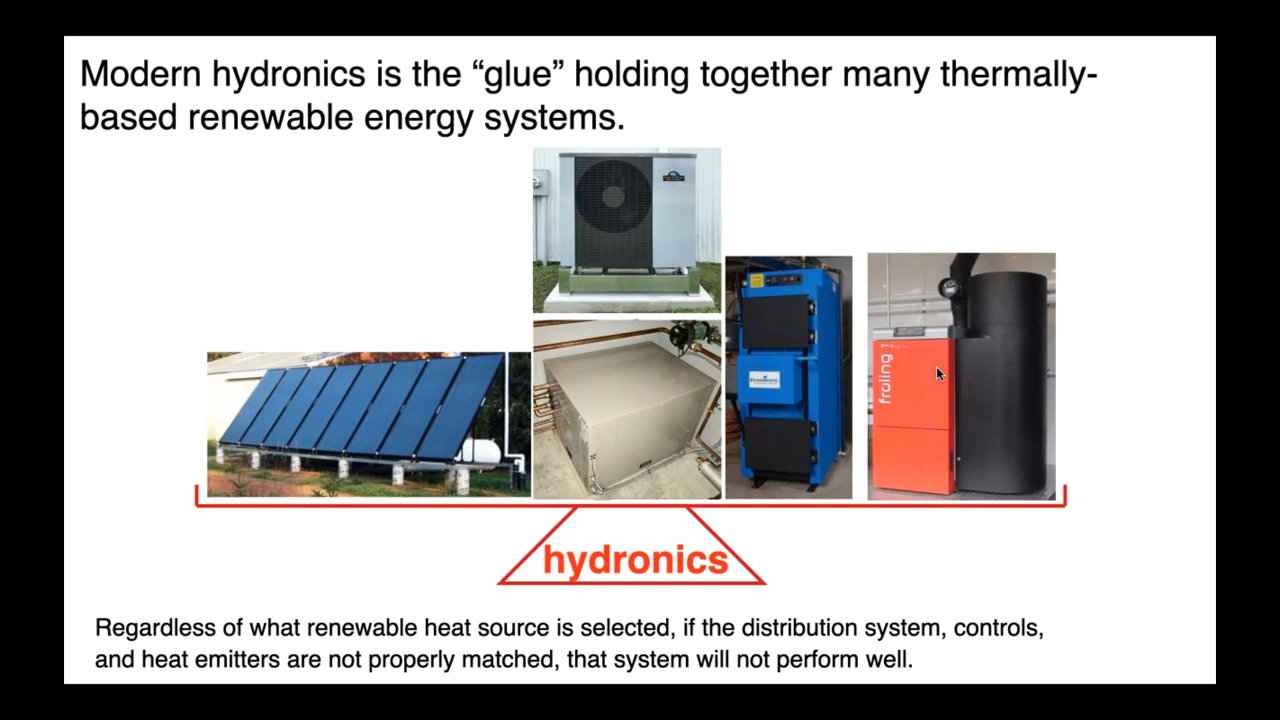 Modern hydronics is the “glue” holding together many thermally-
based renewable energy systems.
froling
hydronics
Regardless of what renewable heat source is selected, if the distribution system, controls,
and heat emitters are not properly matched, that system will not perform well.